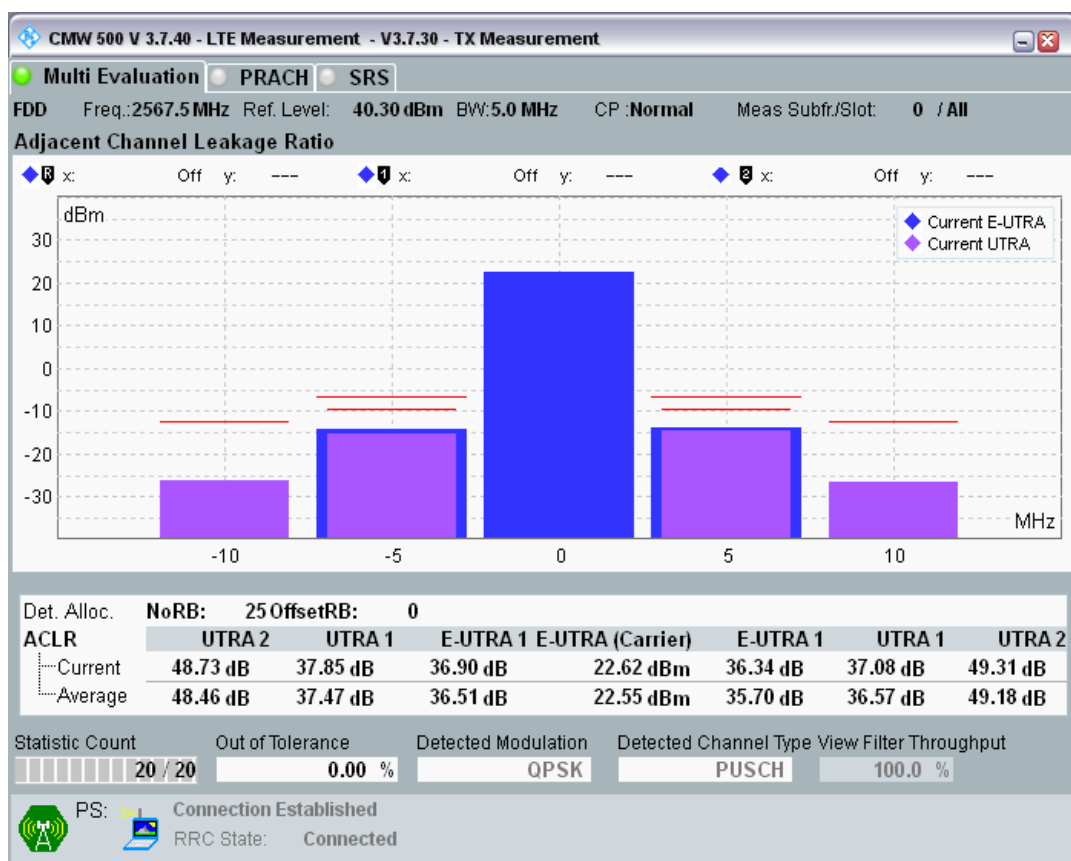 CMW 500 V 3.7.40 - LTE Measurement - V3.7.30 - TX Measurement
Multi Evaluation PRACH SRS
FDD Freq.:2567.5 MHz Ref. Level: 40.30 dBm BW:5.0 MHz CP :Normal Meas Subfr./Slot: 0 / All
Adjacent Channel Leakage Ratio
R x: Off y: --- 1 x: Off y: --- 2 x: Off y: ---
dBm
Current E-UTRA
Current UTRA
30
20
10
0
-10
-20
-30
MHz
-10 -5 0 5 10
Det. Alloc. NoRB: 25 OffsetRB: 0
ACLR UTRA 2 UTRA 1 E-UTRA 1 E-UTRA (Carrier) E-UTRA 1 UTRA 1 UTRA 2
Current 48.73 dB 37.85 dB 36.90 dB 22.62 dBm 36.34 dB 37.08 dB 49.31 dB
Average 48.46 dB 37.47 dB 36.51 dB 22.55 dBm 35.70 dB 36.57 dB 49.18 dB
Statistic Count Out of Tolerance Detected Modulation Detected Channel Type View Filter Throughput
20 / 20 0.00 % QPSK PUSCH 100.0 %
PS: Connection Established
RRC State: Connected